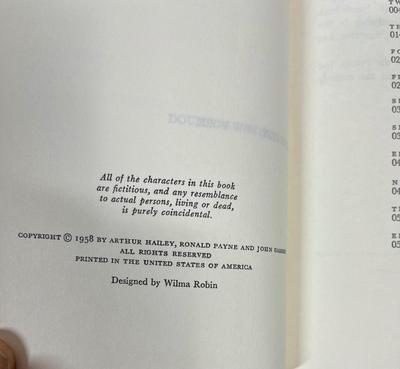 All of the characters in this book
are fictitious, and any resemblance
to actual persons, living or dead,
is purely coincidental.
COPYRIGHT © 1958 BY ARTHUR HAILEY, RONALD PAYNE AND JOHN
ALL RIGHTS RESERVED
PRINTED IN THE UNITED STATES OF AMERICA
Designed by Wilma Robin